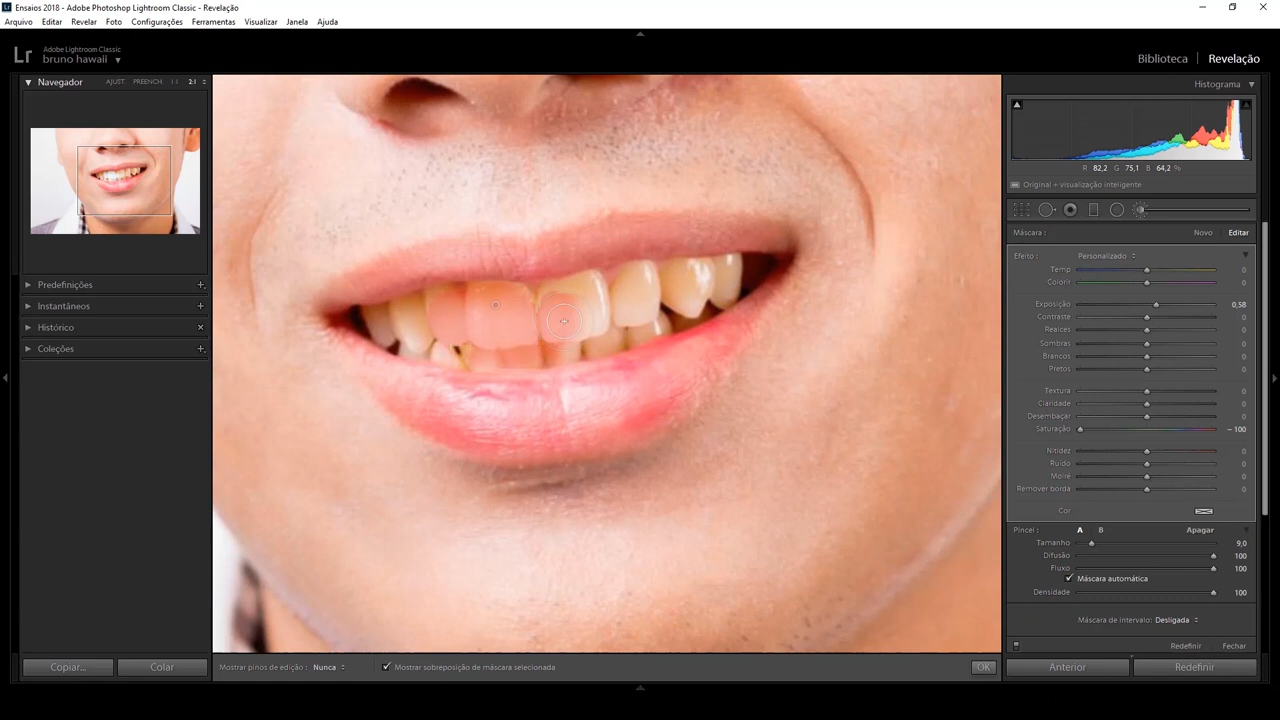 Ensaios 2018 - Adobe Photoshop Lightroom Classic - Revelação
Arquivo Editar Revelar Foto Configurações Ferramentas Visualizar Janela Ajuda
Lr Adobe Lightroom Classic
bruno hawaii
Biblioteca | Revelação
Navegador AJUST PREENCH 1:1 2:1
Predefinições
Instantâneos
Histórico
Coleções
Copiar... Colar
Mostrar pinos de edição: Nunca Mostrar sobreposição de máscara selecionada OK
Histograma
R 82,2 G 75,1 B 64,2 %
Original + visualização inteligente
Máscara : Novo Editar
Efeito : Personalizado
Temp 0
Colorir 0
Exposição 0,58
Contraste 0
Realces 0
Sombras 0
Brancos 0
Pretos 0
Textura 0
Claridade 0
Desembaçar 0
Saturação - 100
Nitidez 0
Ruído 0
Moiré 0
Remover borda 0
Cor
Pincel : A B Apagar
Tamanho 9,0
Difusão 100
Fluxo 100
Máscara automática
Densidade 100
Máscara de intervalo: Desligada
Redefinir Fechar
Anterior Redefinir